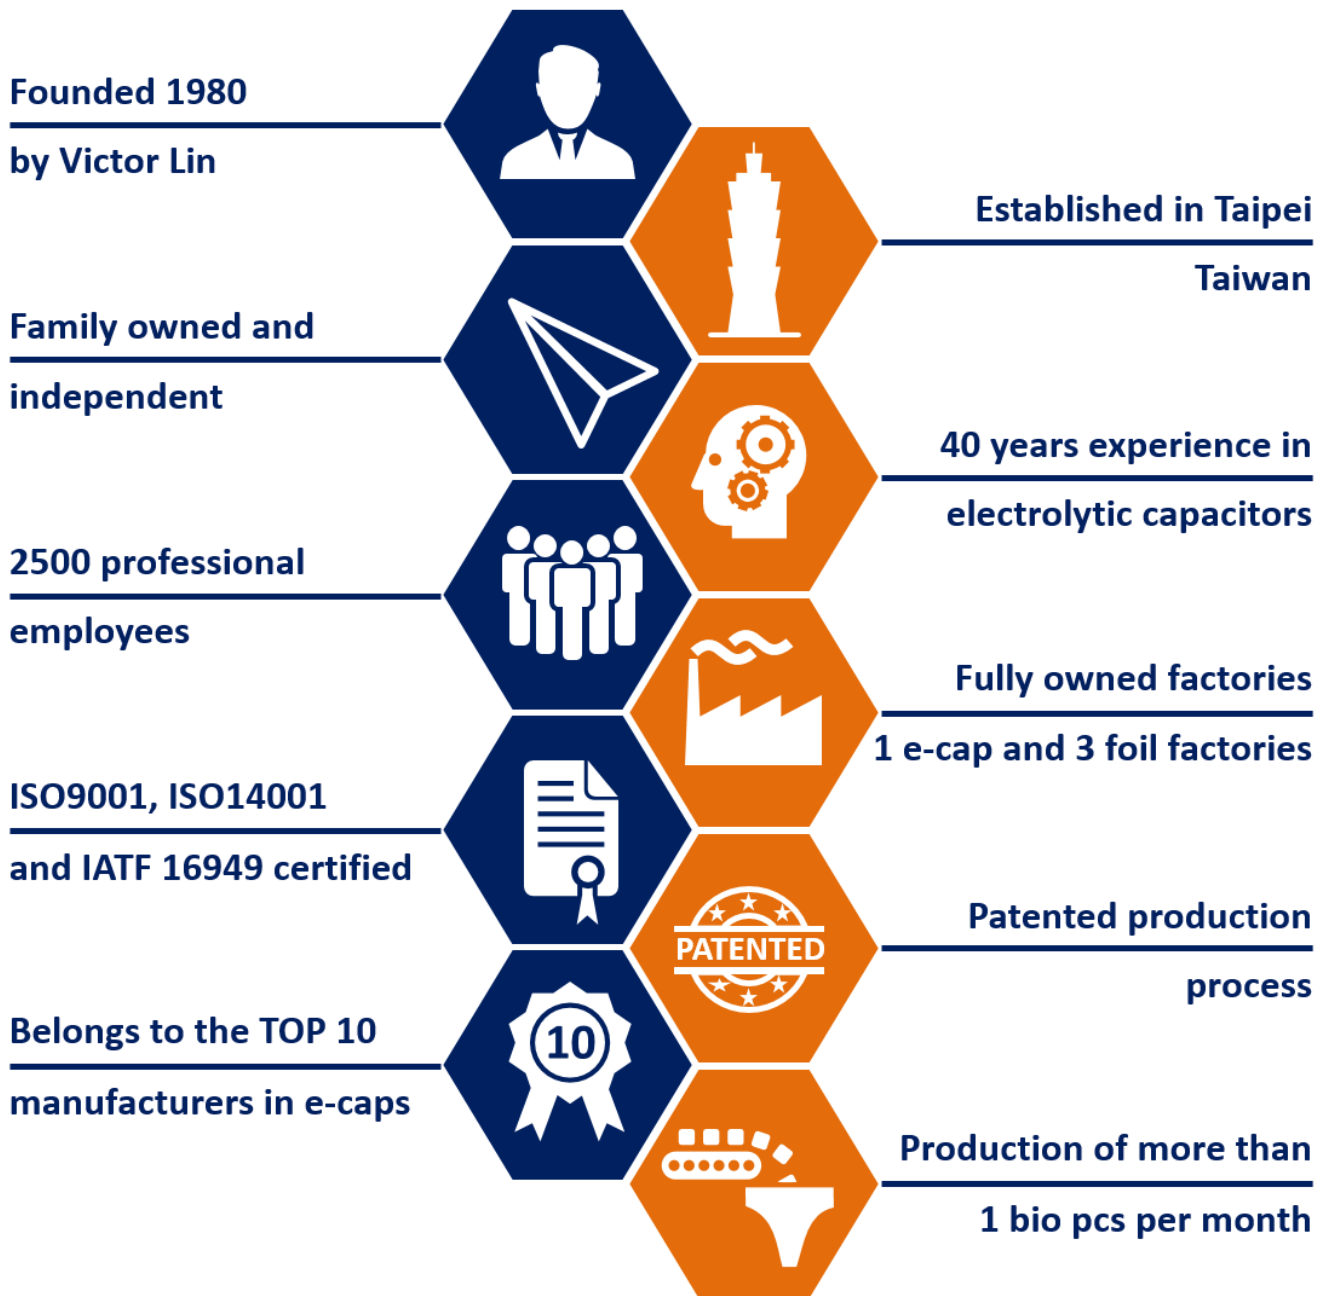 Founded 1980
by Victor Lin
Established in Taipei
Taiwan
Family owned and
independent
40 years experience in
electrolytic capacitors
2500 professional
employees
Fully owned factories
1 e-cap and 3 foil factories
ISO9001, ISO14001
and IATF 16949 certified
PATENTED
Patented production
process
Belongs to the TOP 10
manufacturers in e-caps
10
Production of more than
1 bio pcs per month